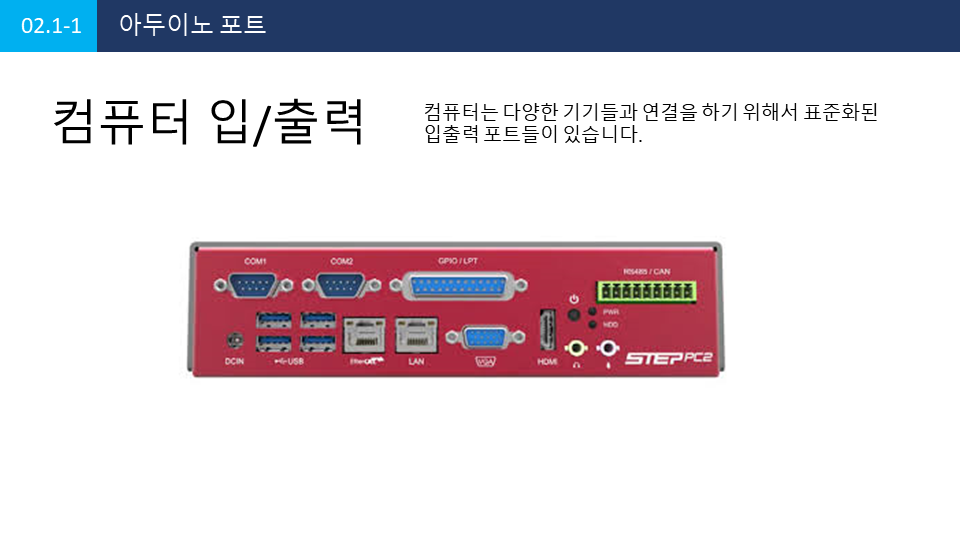 02.1-1 아두이노 포트
컴퓨터 입/출력
컴퓨터는 다양한 기기들과 연결을 하기 위해서 표준화된
입출력 포트들이 있습니다.
COM1 COM2 GPIO / LPT
RS485 / CAN
PWR
HDD
DCIN USB EtherCAT LAN VGA HDMI
STEP PC2